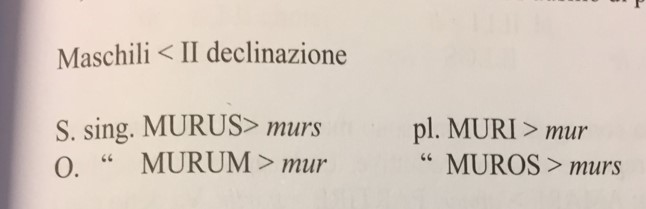 Maschili < II declinazione
S. sing. MURUS> murs pl. MURI > mur
O. “ MURUM > mur “ MUROS > murs